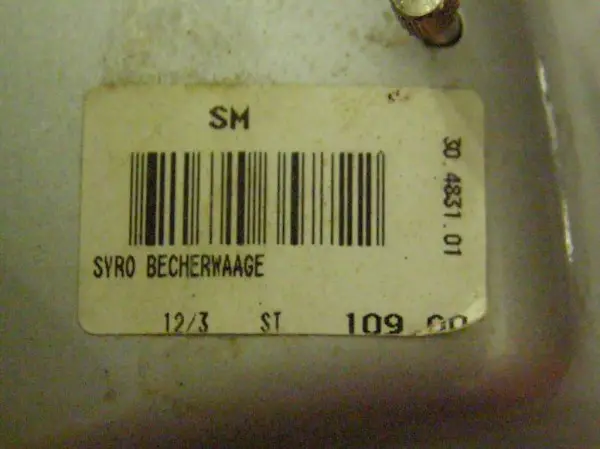 SM
30.4831.01
SYRO BECHERWAAGE
12/3 ST 109.00